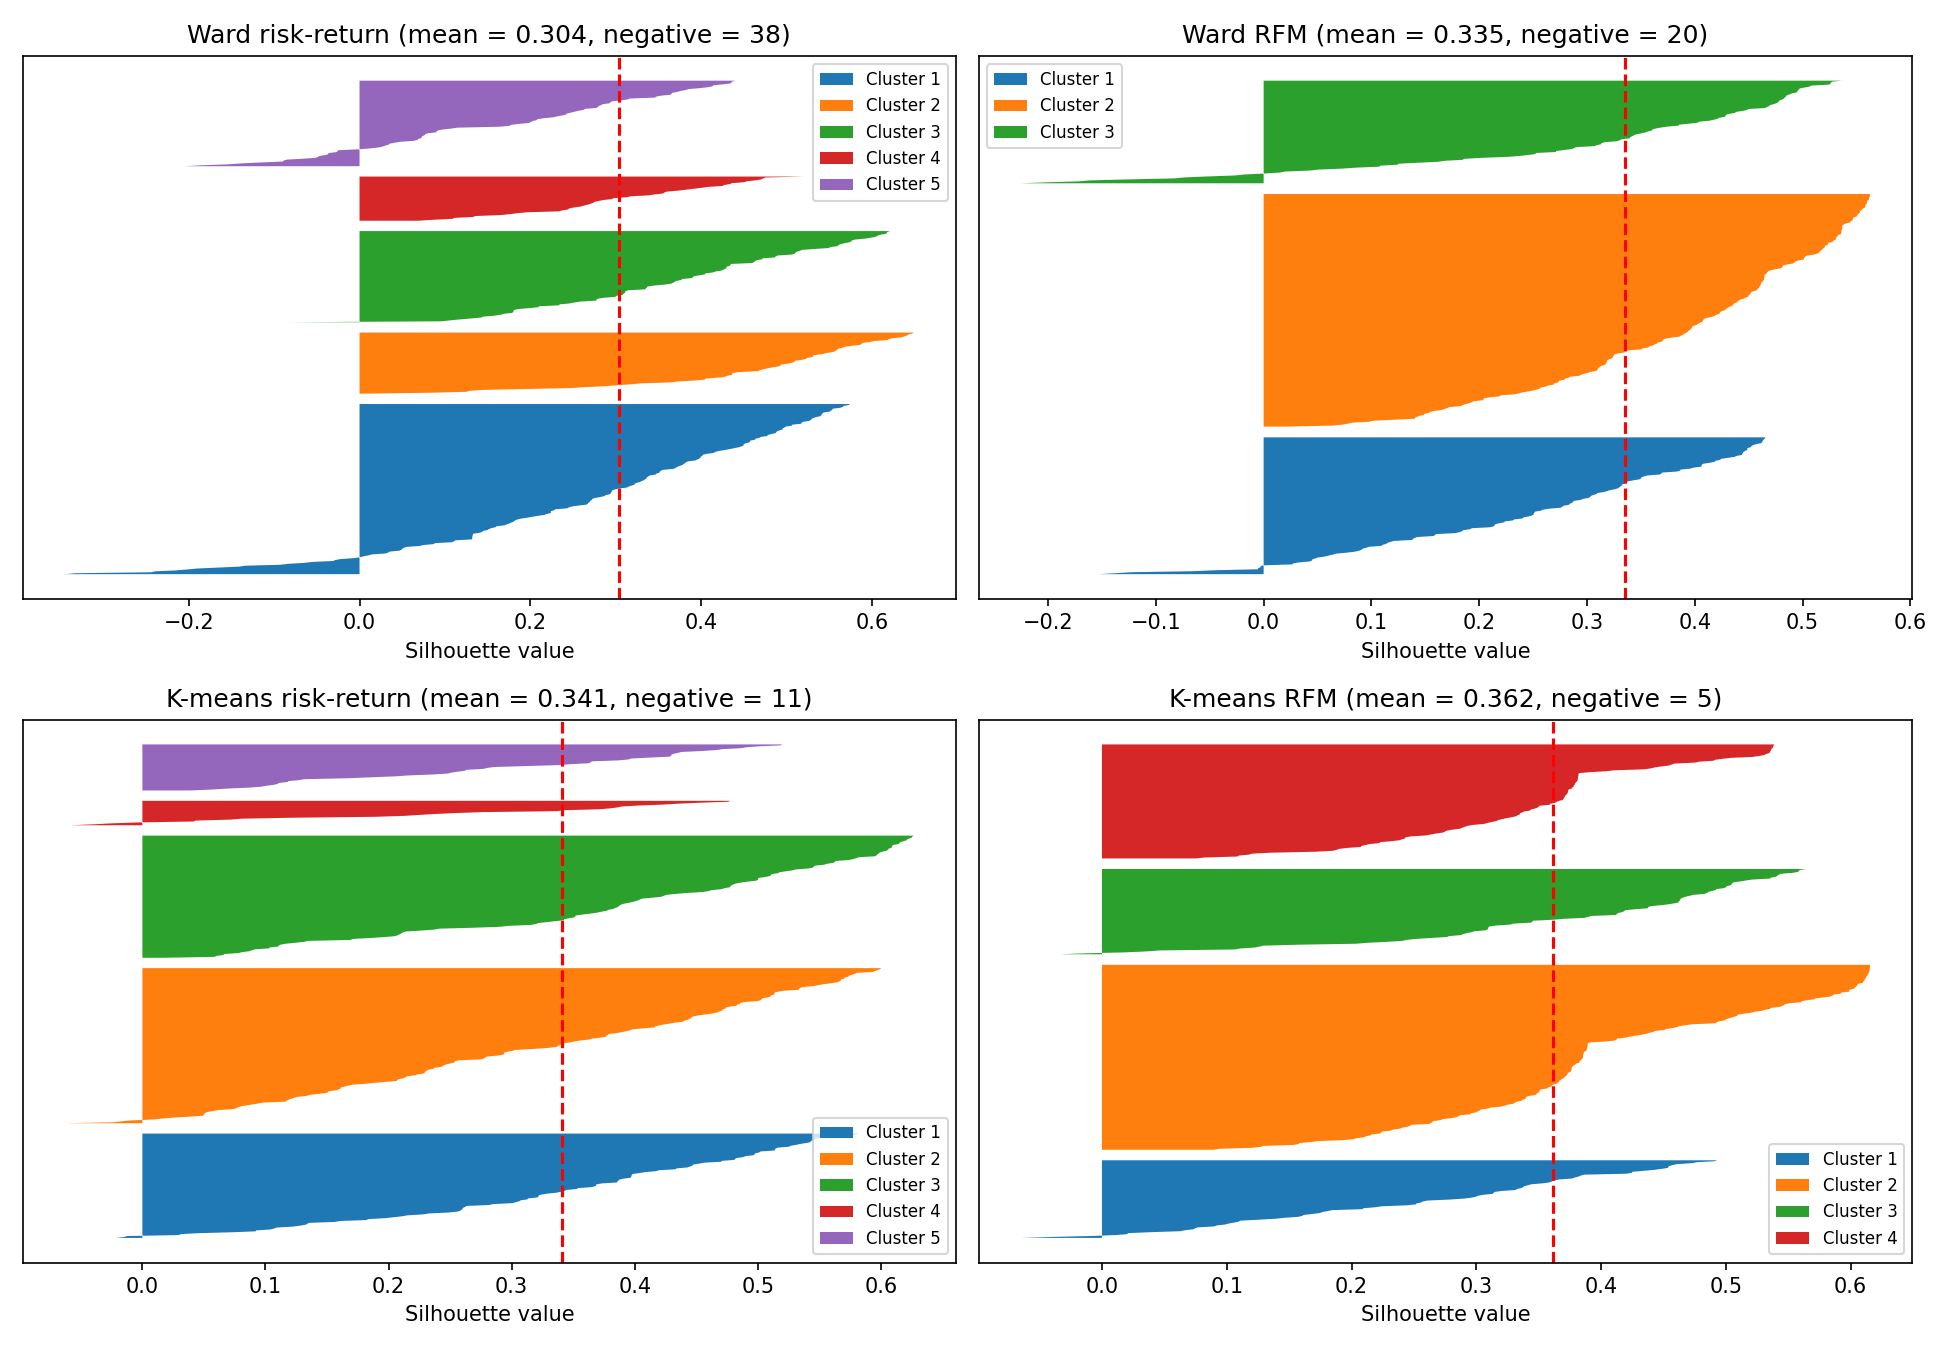 Ward risk-return (mean = 0.304, negative = 38)
Cluster 1
Cluster 2
Cluster 3
Cluster 4
Cluster 5
−0.2 0.0 0.2 0.4 0.6
Silhouette value
Ward RFM (mean = 0.335, negative = 20)
Cluster 1
Cluster 2
Cluster 3
−0.2 −0.1 0.0 0.1 0.2 0.3 0.4 0.5 0.6
Silhouette value
K-means risk-return (mean = 0.341, negative = 11)
Cluster 1
Cluster 2
Cluster 3
Cluster 4
Cluster 5
0.0 0.1 0.2 0.3 0.4 0.5 0.6
Silhouette value
K-means RFM (mean = 0.362, negative = 5)
Cluster 1
Cluster 2
Cluster 3
Cluster 4
0.0 0.1 0.2 0.3 0.4 0.5 0.6
Silhouette value